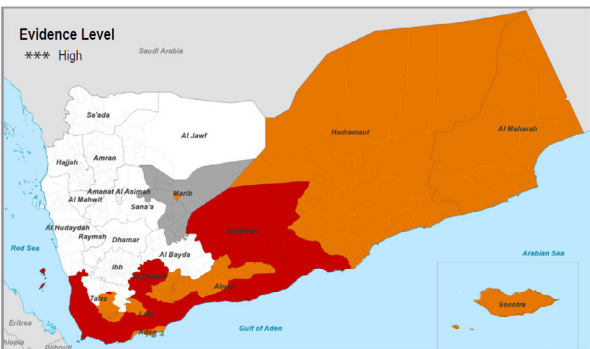 Evidence Level
*** High
Saudi Arabia
Sa'ada
Al Jawf
Hadramaut
Al Maharah
Hajjah
Amran
Amanat Al Asimah
Marib
Al Mahwit
Sana'a
Al Hudaydah
Raymah
Dhamar
Al Bayda
Red Sea
Arabian Sea
Ibb
Abyan
Taizz
Socotra
Eritrea
Gulf of Aden
Aden